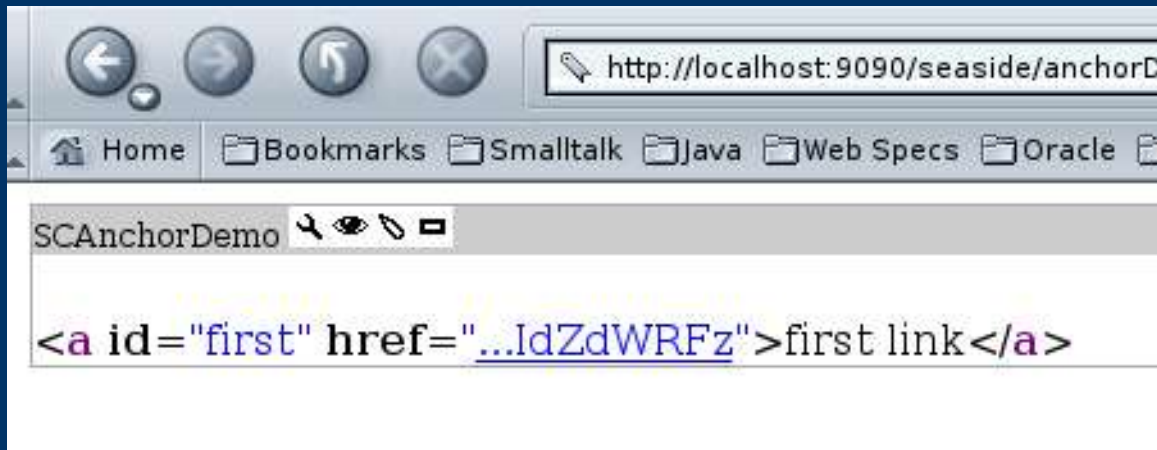 http://localhost:9090/seaside/anchorD
Home Bookmarks Smalltalk Java Web Specs Oracle
SCAnchorDemo
<a id="first" href="...IdZdWRFz">first link</a>